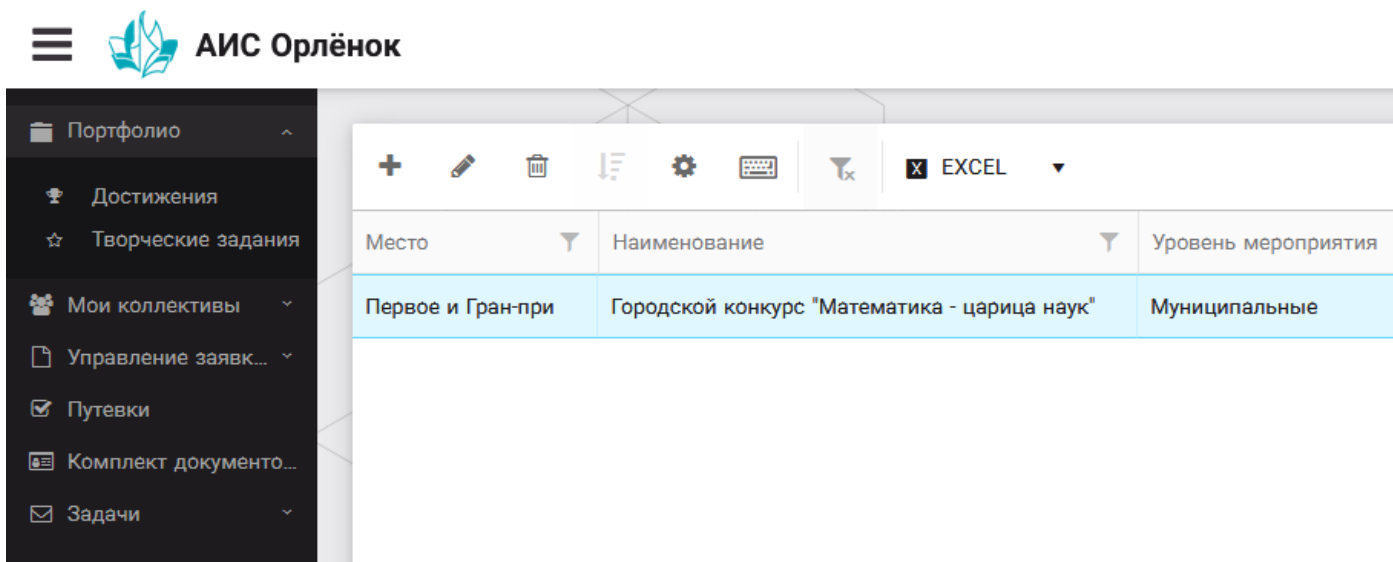 АИС Орлёнок
Портфолио
Достижения
Творческие задания
Мои коллективы
Управление заявк...
Путевки
Комплект документо...
Задачи
EXCEL
Место
Наименование
Уровень мероприятия
Первое и Гран-при
Городской конкурс "Математика - царица наук"
Муниципальные